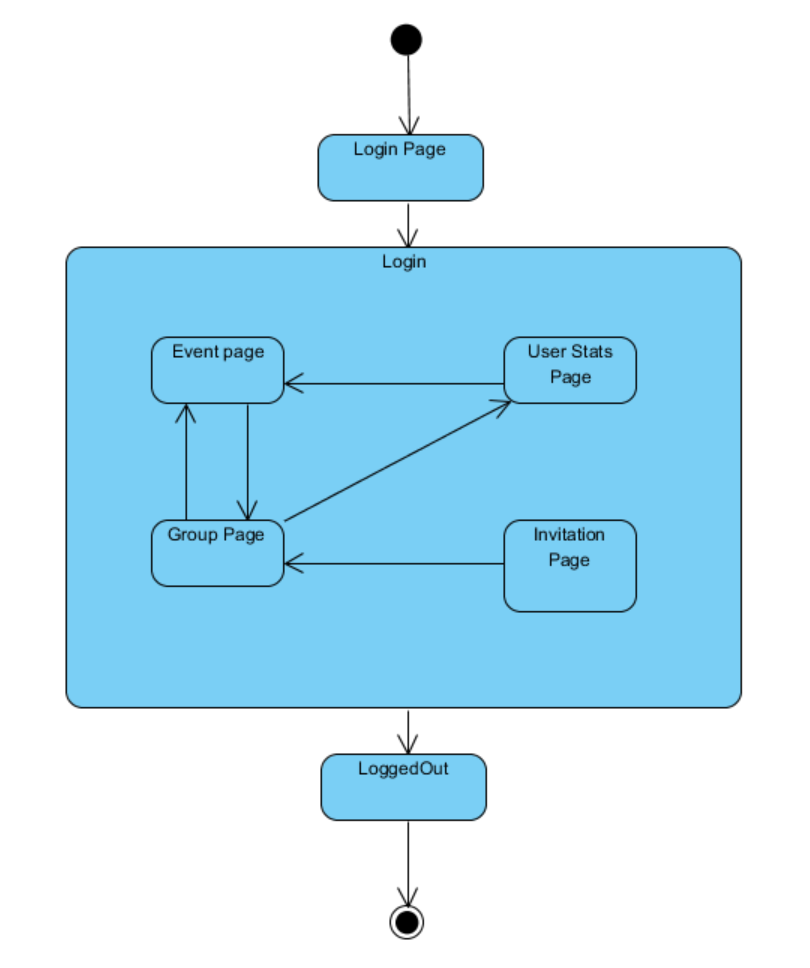 Login Page
Login
Event page
User Stats
Page
Group Page
Invitation
Page
LoggedOut